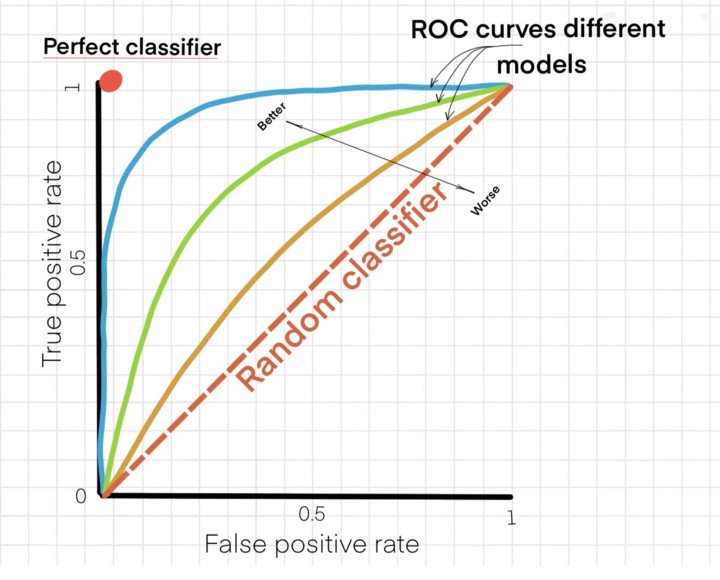 ROC curves different
models
Perfect classifier
1
Better
Worse
True positive rate
0.5
Random classifier
0
0.5
1
False positive rate